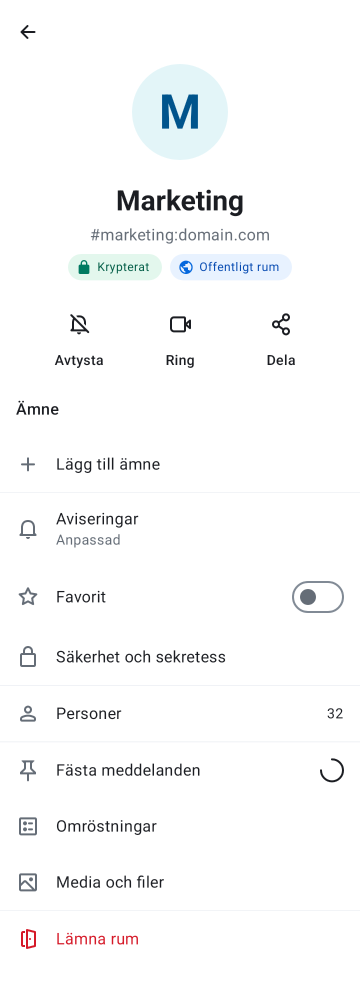 M
Marketing
#marketing:domain.com
Krypterat
Offentligt rum
Avtysta
Ring
Dela
Ämne
Lägg till ämne
Aviseringar
Anpassad
Favorit
Säkerhet och sekretess
Personer 32
Fästa meddelanden
Omröstningar
Media och filer
Lämna rum